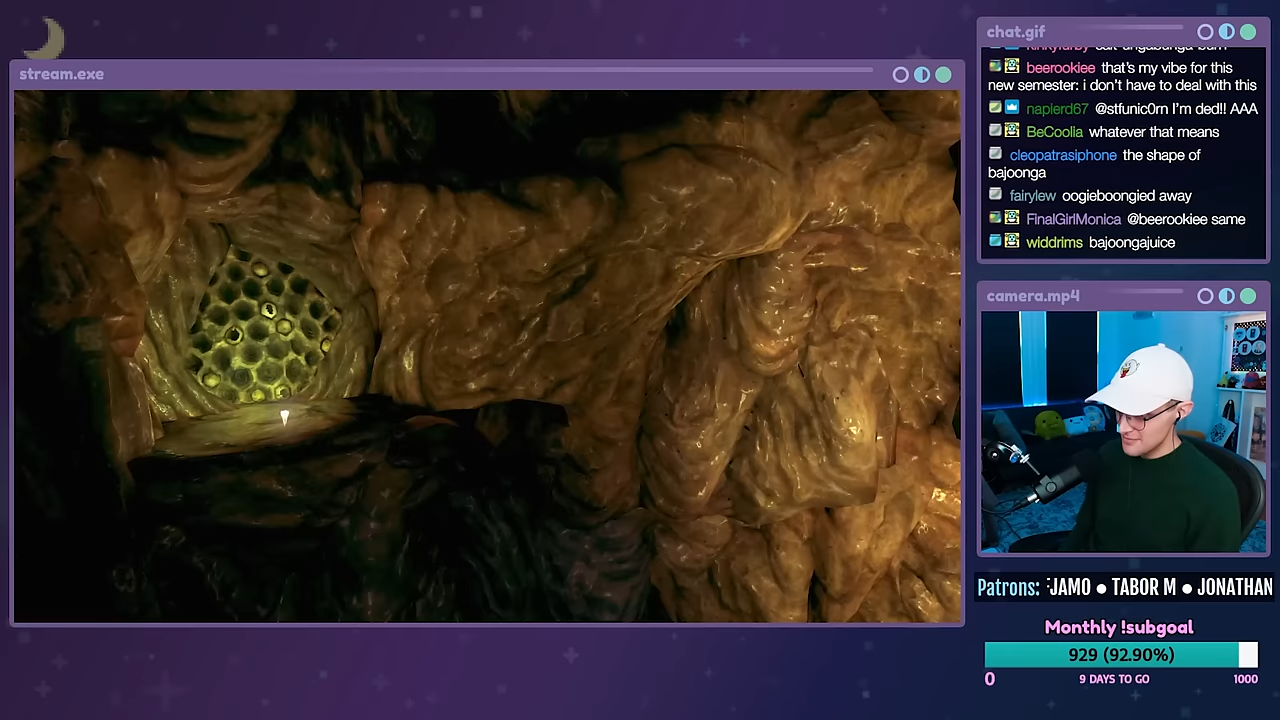 stream.exe
chat.gif
beerookiee that's my vibe for this
new semester: i don't have to deal with this
napierd67 @stfunic0rn I'm ded!! AAA
BeCoolia whatever that means
cleopatrasiphone the shape of
bajoonga
fairylew oogieboongied away
FinalGirlMonica @beerookiee same
widdrims bajoongajuice
camera.mp4
Patrons: JAMO ● TABOR M ● JONATHAN
Monthly !subgoal
929 (92.90%)
0 9 DAYS TO GO 1000